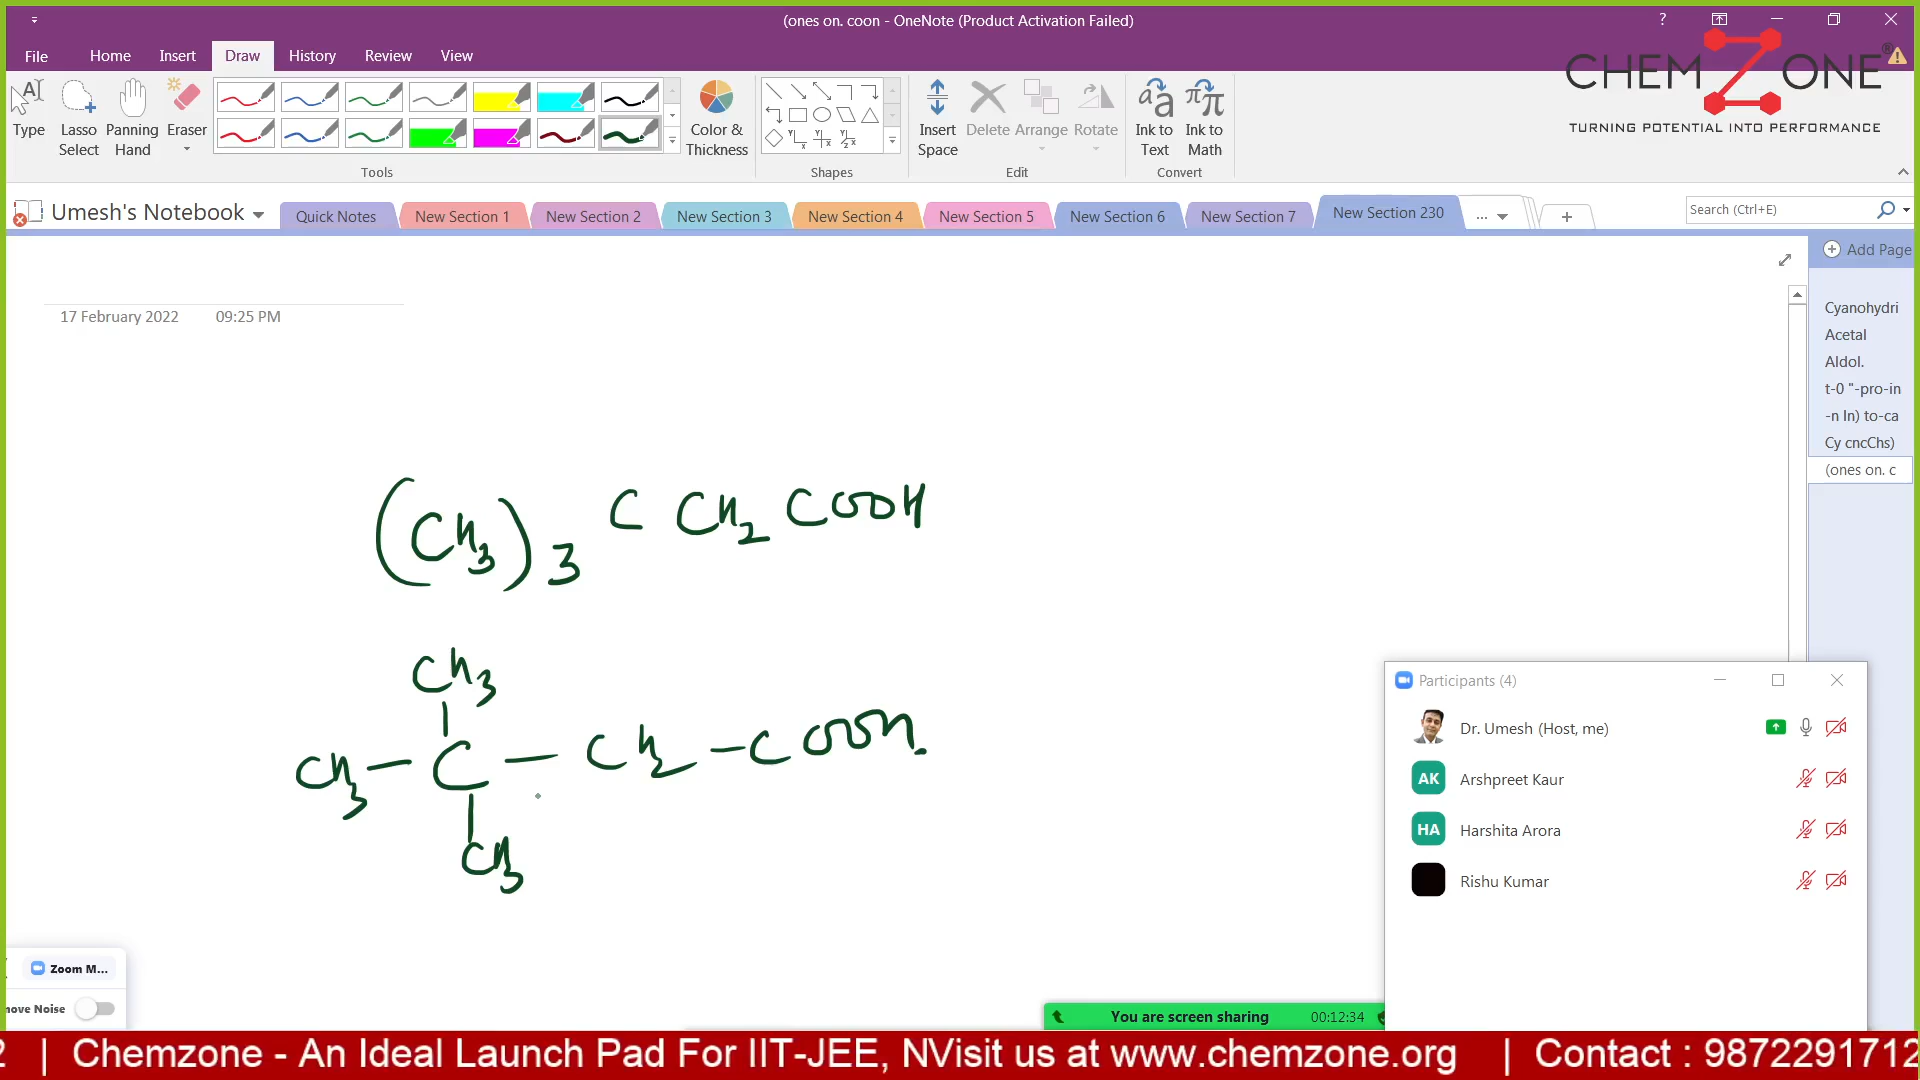 (ones on. coon - OneNote (Product Activation Failed)
File Home Insert Draw History Review View
CHEMZONE®
TURNING POTENTIAL INTO PERFORMANCE
Type Lasso Select Panning Hand Eraser Color & Thickness Insert Space Delete Arrange Rotate Ink to Text Ink to Math
Tools Shapes Edit Convert
Umesh's Notebook Quick Notes New Section 1 New Section 2 New Section 3 New Section 4 New Section 5 New Section 6 New Section 7 New Section 230 ... + Search (Ctrl+E)
Add Page
17 February 2022 09:25 PM
Cyanohydri
Acetal
Aldol.
t-0 "-pro-in
-n In) to-ca
Cy cncChs)
(ones on. c
(CH3)3 C CH2 COOH
CH3
CH3 – C – CH2 – COOH.
CH3
Participants (4)
Dr. Umesh (Host, me)
AK Arshpreet Kaur
HA Harshita Arora
Rishu Kumar
Zoom M...
move Noise
You are screen sharing 00:12:34
2 | Chemzone - An Ideal Launch Pad For IIT-JEE, NVisit us at www.chemzone.org | Contact : 9872291712